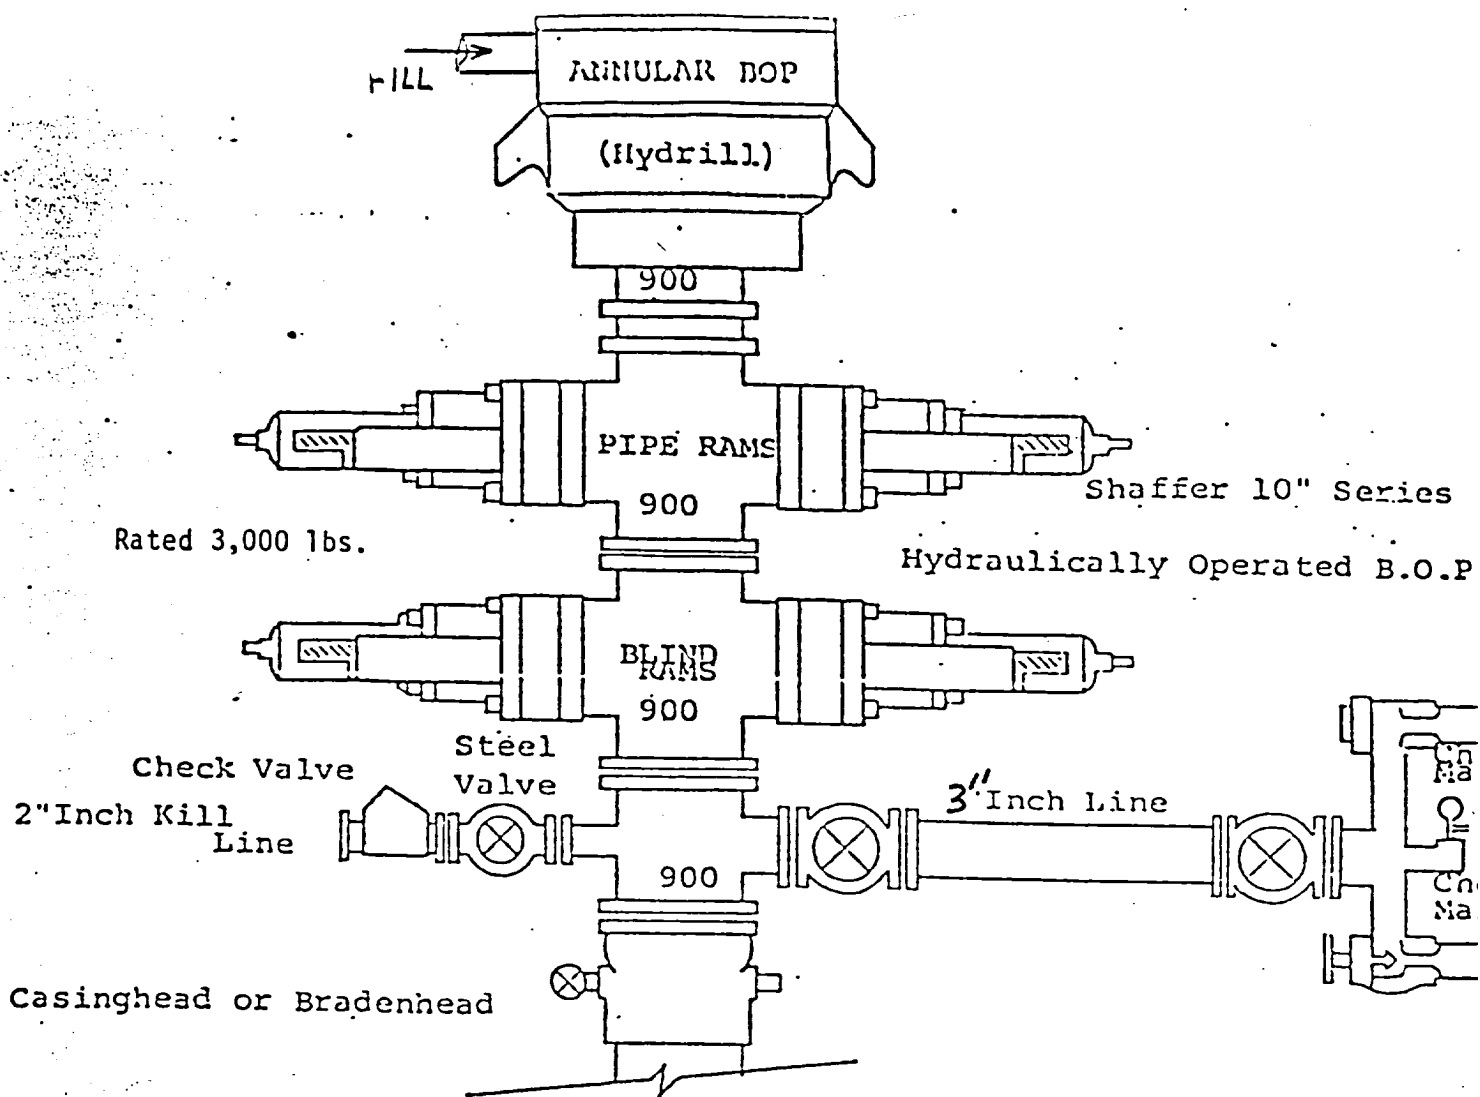 FILL
ANNULAR BOP
(Hydrill)
900
PIPE RAMS
900
Shaffer 10" Series
Rated 3,000 lbs.
Hydraulically Operated B.O.P
BLIND
RAMS
900
Steel
Valve
Check Valve
2"Inch Kill
Line
3"Inch Line
900
Casinghead or Bradenhead